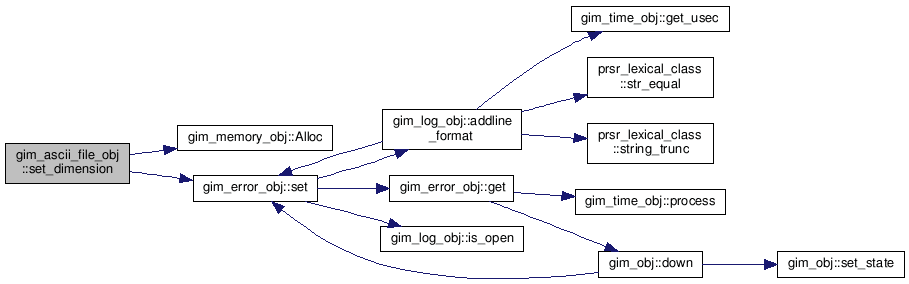 gim_time_obj::get_usec
prsr_lexical_class
::str_equal
gim_log_obj::addline
_format
gim_memory_obj::Alloc
prsr_lexical_class
::string_trunc
gim_ascii_file_obj
::set_dimension
gim_error_obj::set
gim_error_obj::get
gim_time_obj::process
gim_log_obj::is_open
gim_obj::down
gim_obj::set_state